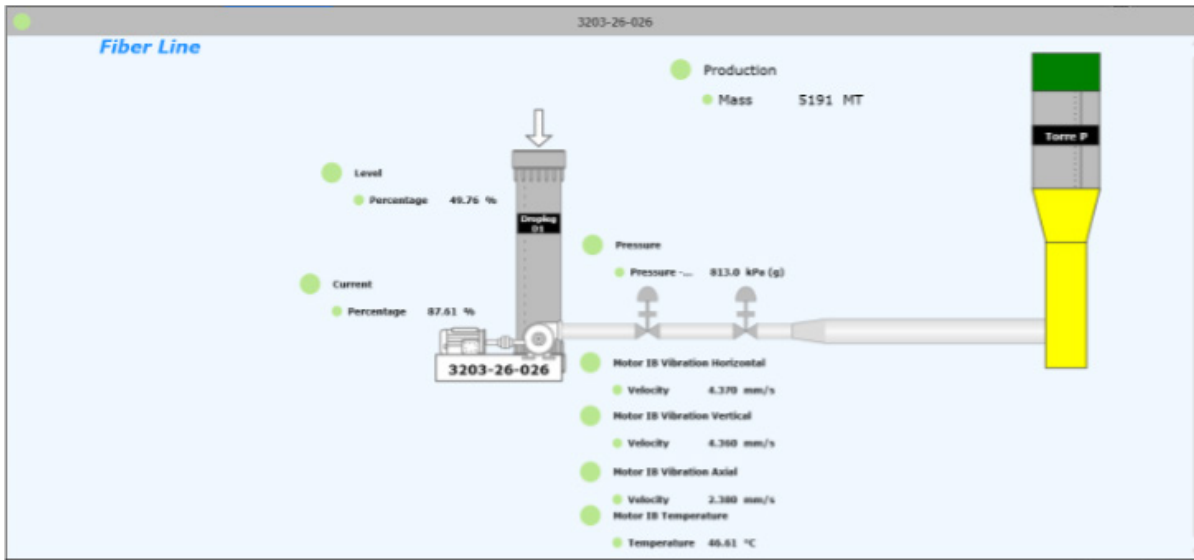 3203-26-026
Fiber Line
Production
Mass 5191 MT
Torre P
Level
Percentage 49.76 %
Dropleg
D1
Pressure
Pressure -... 813.0 kPa (g)
Current
Percentage 87.61 %
3203-26-026
Motor IB Vibration Horizontal
Velocity 4.370 mm/s
Motor IB Vibration Vertical
Velocity 4.360 mm/s
Motor IB Vibration Axial
Velocity 2.380 mm/s
Motor IB Temperature
Temperature 46.61 °C